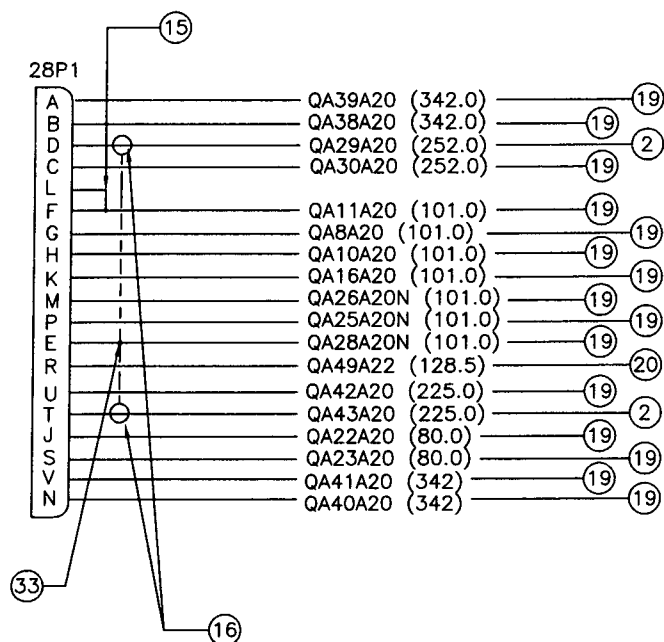 15
28P1
A QA39A20 (342.0) 19
B QA38A20 (342.0) 19
D QA29A20 (252.0) 2
C QA30A20 (252.0) 19
L
F QA11A20 (101.0) 19
G QA8A20 (101.0) 19
H QA10A20 (101.0) 19
K QA16A20 (101.0) 19
M QA26A20N (101.0) 19
P QA25A20N (101.0) 19
E QA28A20N (101.0) 19
R QA49A22 (128.5) 20
U QA42A20 (225.0) 19
T QA43A20 (225.0) 2
J QA22A20 (80.0) 19
S QA23A20 (80.0) 19
V QA41A20 (342) 19
N QA40A20 (342) 19
33
16